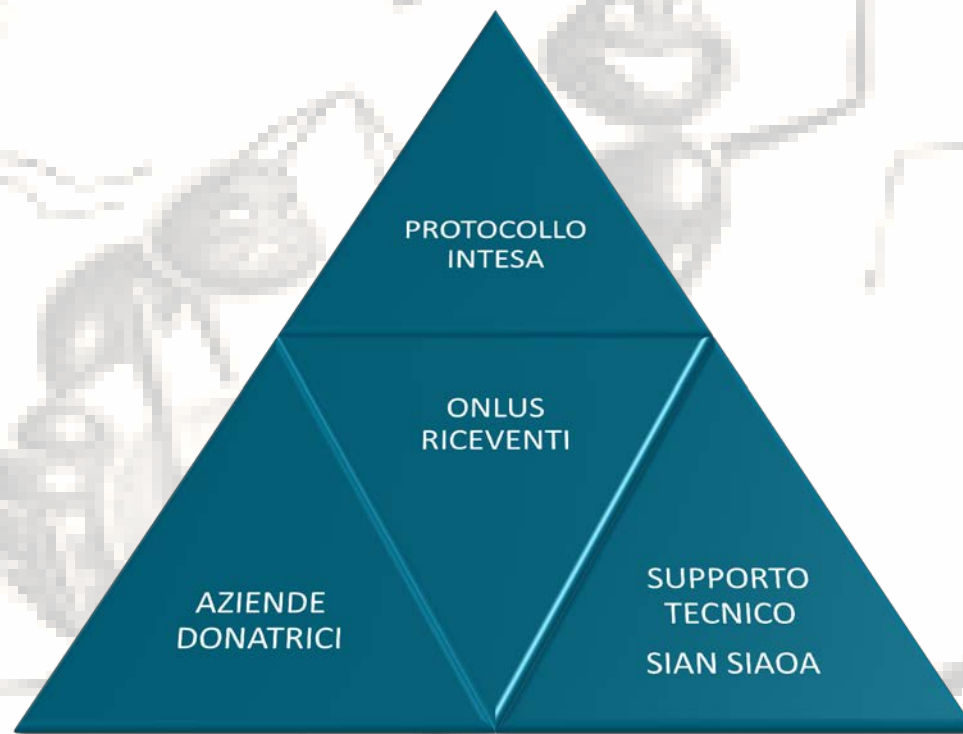 PROTOCOLLO
INTESA
ONLUS
RICEVENTI
AZIENDE
DONATRICI
SUPPORTO
TECNICO
SIAN SIAOA